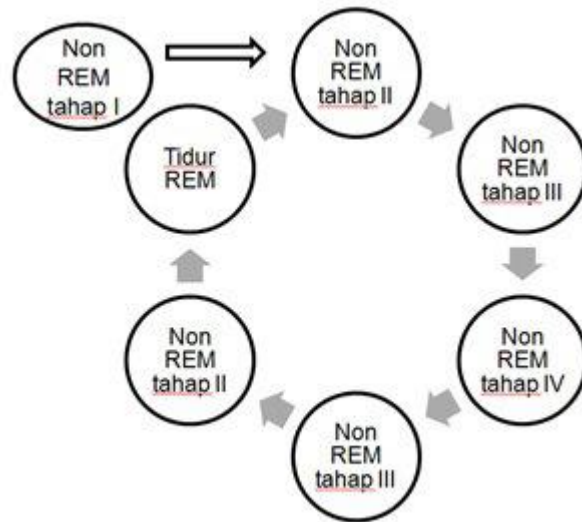 Non
REM
tahap I
Non
REM
tahap II
Non
REM
tahap III
Non
REM
tahap IV
Non
REM
tahap III
Non
REM
tahap II
Tidur
REM